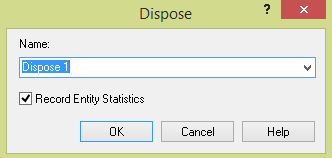 Dispose
?
Name:
Dispose 1
Record Entity Statistics
OK Cancel Help